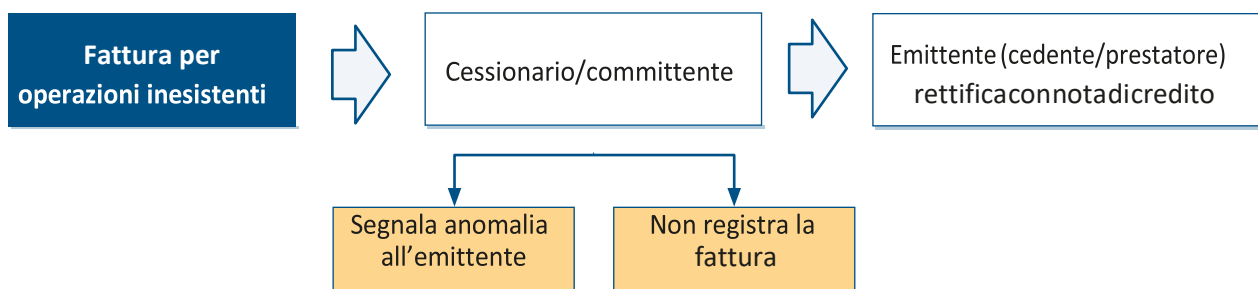 Fattura per
operazioni inesistenti
Cessionario/committente
Emittente (cedente/prestatore)
rettificaconnotadicredito
Segnala anomalia
all’emittente
Non registra la
fattura